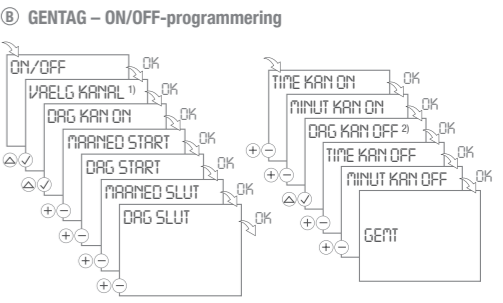 B GENTAG – ON/OFF-programmering
ON/OFF
OK
VAELG KANAL 1)
OK
DAG KAN ON
OK
MAANED START
OK
DAG START
OK
MAANED SLUT
OK
DAG SLUT
OK
TIME KAN ON
OK
MINUT KAN ON
OK
DAG KAN OFF 2)
OK
TIME KAN OFF
OK
MINUT KAN OFF
OK
GEMT